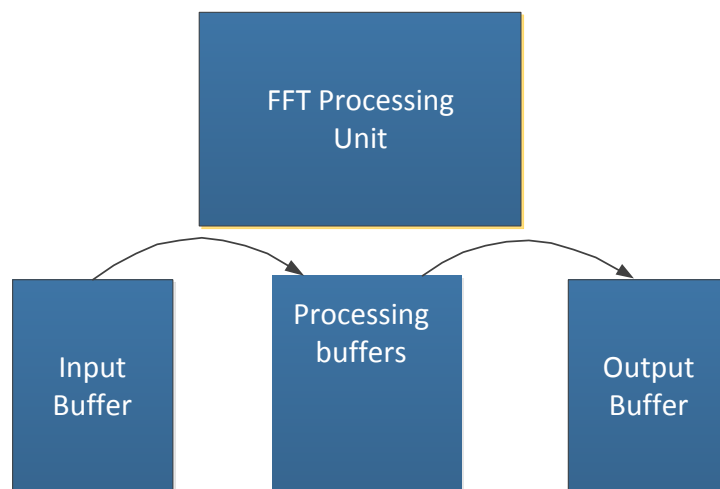 FFT Processing
Unit
Input
Buffer
Processing
buffers
Output
Buffer